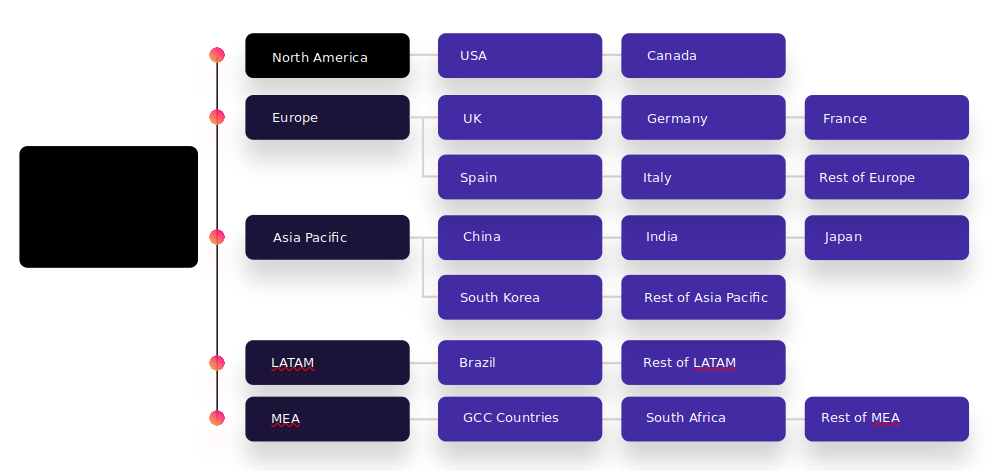 North America
USA
Canada
Europe
UK
Germany
France
Spain
Italy
Rest of Europe
Asia Pacific
China
India
Japan
South Korea
Rest of Asia Pacific
LATAM
Brazil
Rest of LATAM
MEA
GCC Countries
South Africa
Rest of MEA